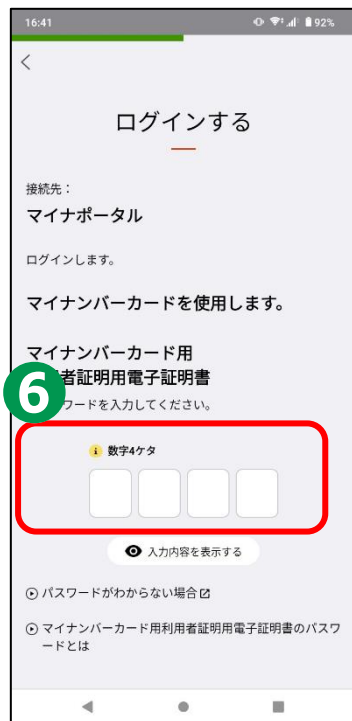 16:41
92%
ログインする
接続先：
マイナポータル
ログインします。
マイナンバーカードを使用します。
マイナンバーカード用
者証明用電子証明書
6
ワードを入力してください。
数字4ケタ
入力内容を表示する
パスワードがわからない場合
マイナンバーカード用利用者証明用電子証明書のパスワ
ードとは